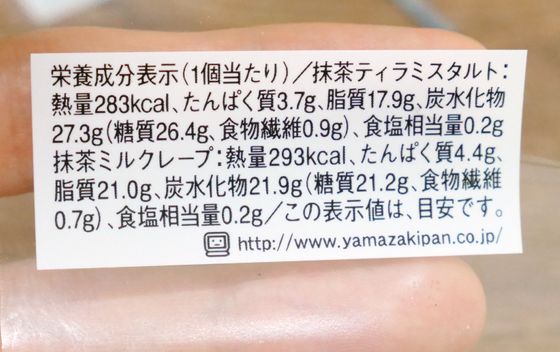 栄養成分表示(1個当たり)／抹茶ティラミスタルト:
熱量283kcal、たんぱく質3.7g、脂質17.9g、炭水化物
27.3g(糖質26.4g、食物繊維0.9g)、食塩相当量0.2g
抹茶ミルクレープ:熱量293kcal、たんぱく質4.4g、
脂質21.0g、炭水化物21.9g(糖質21.2g、食物繊維
0.7g)、食塩相当量0.2g／この表示値は、目安です。
http://www.yamazakipan.co.jp/